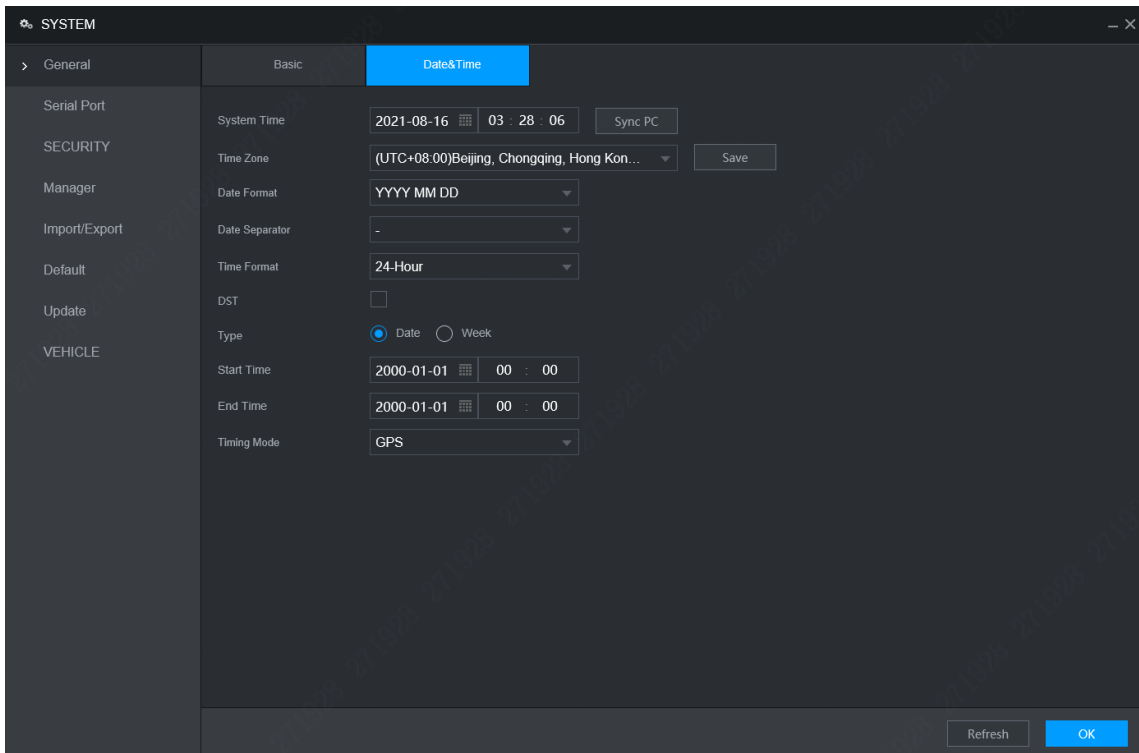 SYSTEM
General
Serial Port
SECURITY
Manager
Import/Export
Default
Update
VEHICLE
Basic Date&Time
System Time 2021-08-16 03 : 28 : 06 Sync PC
Time Zone (UTC+08:00)Beijing, Chongqing, Hong Kon... Save
Date Format YYYY MM DD
Date Separator -
Time Format 24-Hour
DST
Type Date Week
Start Time 2000-01-01 00 : 00
End Time 2000-01-01 00 : 00
Timing Mode GPS
Refresh OK